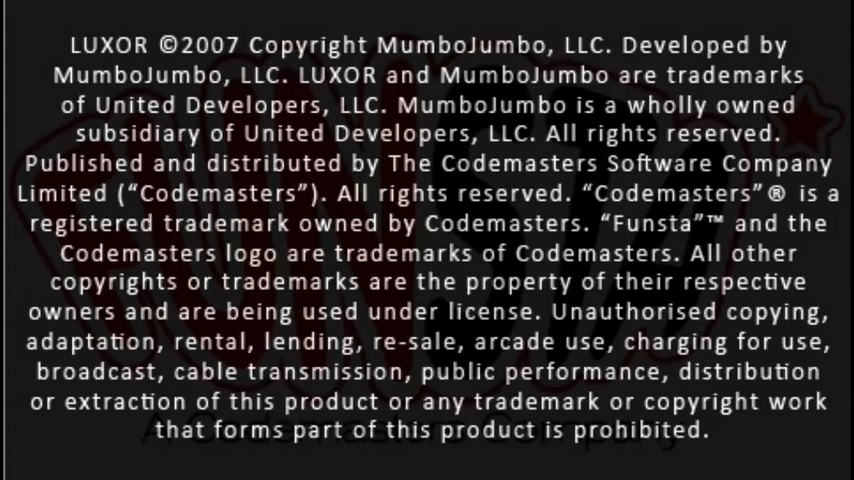 LUXOR ©2007 Copyright MumboJumbo, LLC. Developed by
MumboJumbo, LLC. LUXOR and MumboJumbo are trademarks
of United Developers, LLC. MumboJumbo is a wholly owned
subsidiary of United Developers, LLC. All rights reserved.
Published and distributed by The Codemasters Software Company
Limited (“Codemasters”). All rights reserved. “Codemasters”® is a
registered trademark owned by Codemasters. “Funsta”™ and the
Codemasters logo are trademarks of Codemasters. All other
copyrights or trademarks are the property of their respective
owners and are being used under license. Unauthorised copying,
adaptation, rental, lending, re-sale, arcade use, charging for use,
broadcast, cable transmission, public performance, distribution
or extraction of this product or any trademark or copyright work
that forms part of this product is prohibited.
FUNSTA
A Codemasters Company